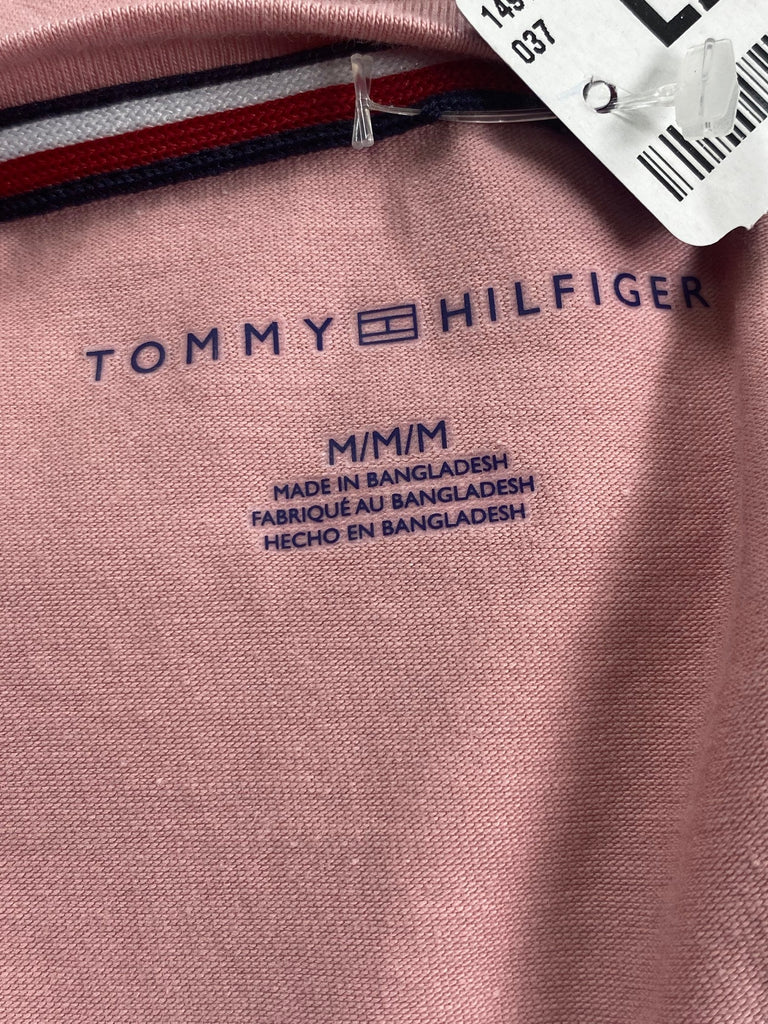 037
TOMMY HILFIGER
M/M/M
MADE IN BANGLADESH
FABRIQUÉ AU BANGLADESH
HECHO EN BANGLADESH